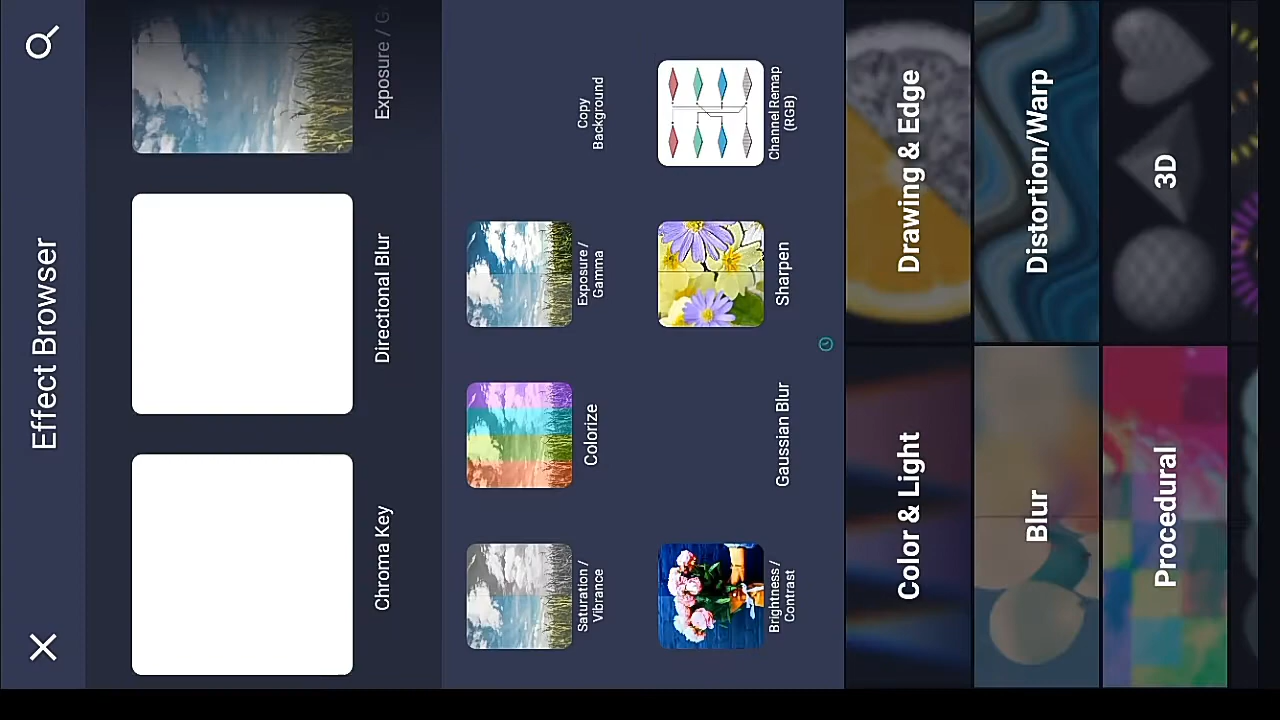 Effect Browser
Chroma Key
Directional Blur
Exposure / G
Saturation /
Vibrance
Colorize
Exposure /
Gamma
Copy
Background
Brightness /
Contrast
Gaussian Blur
Sharpen
Channel Remap
(RGB)
Color & Light
Drawing & Edge
Blur
Distortion/Warp
Procedural
3D